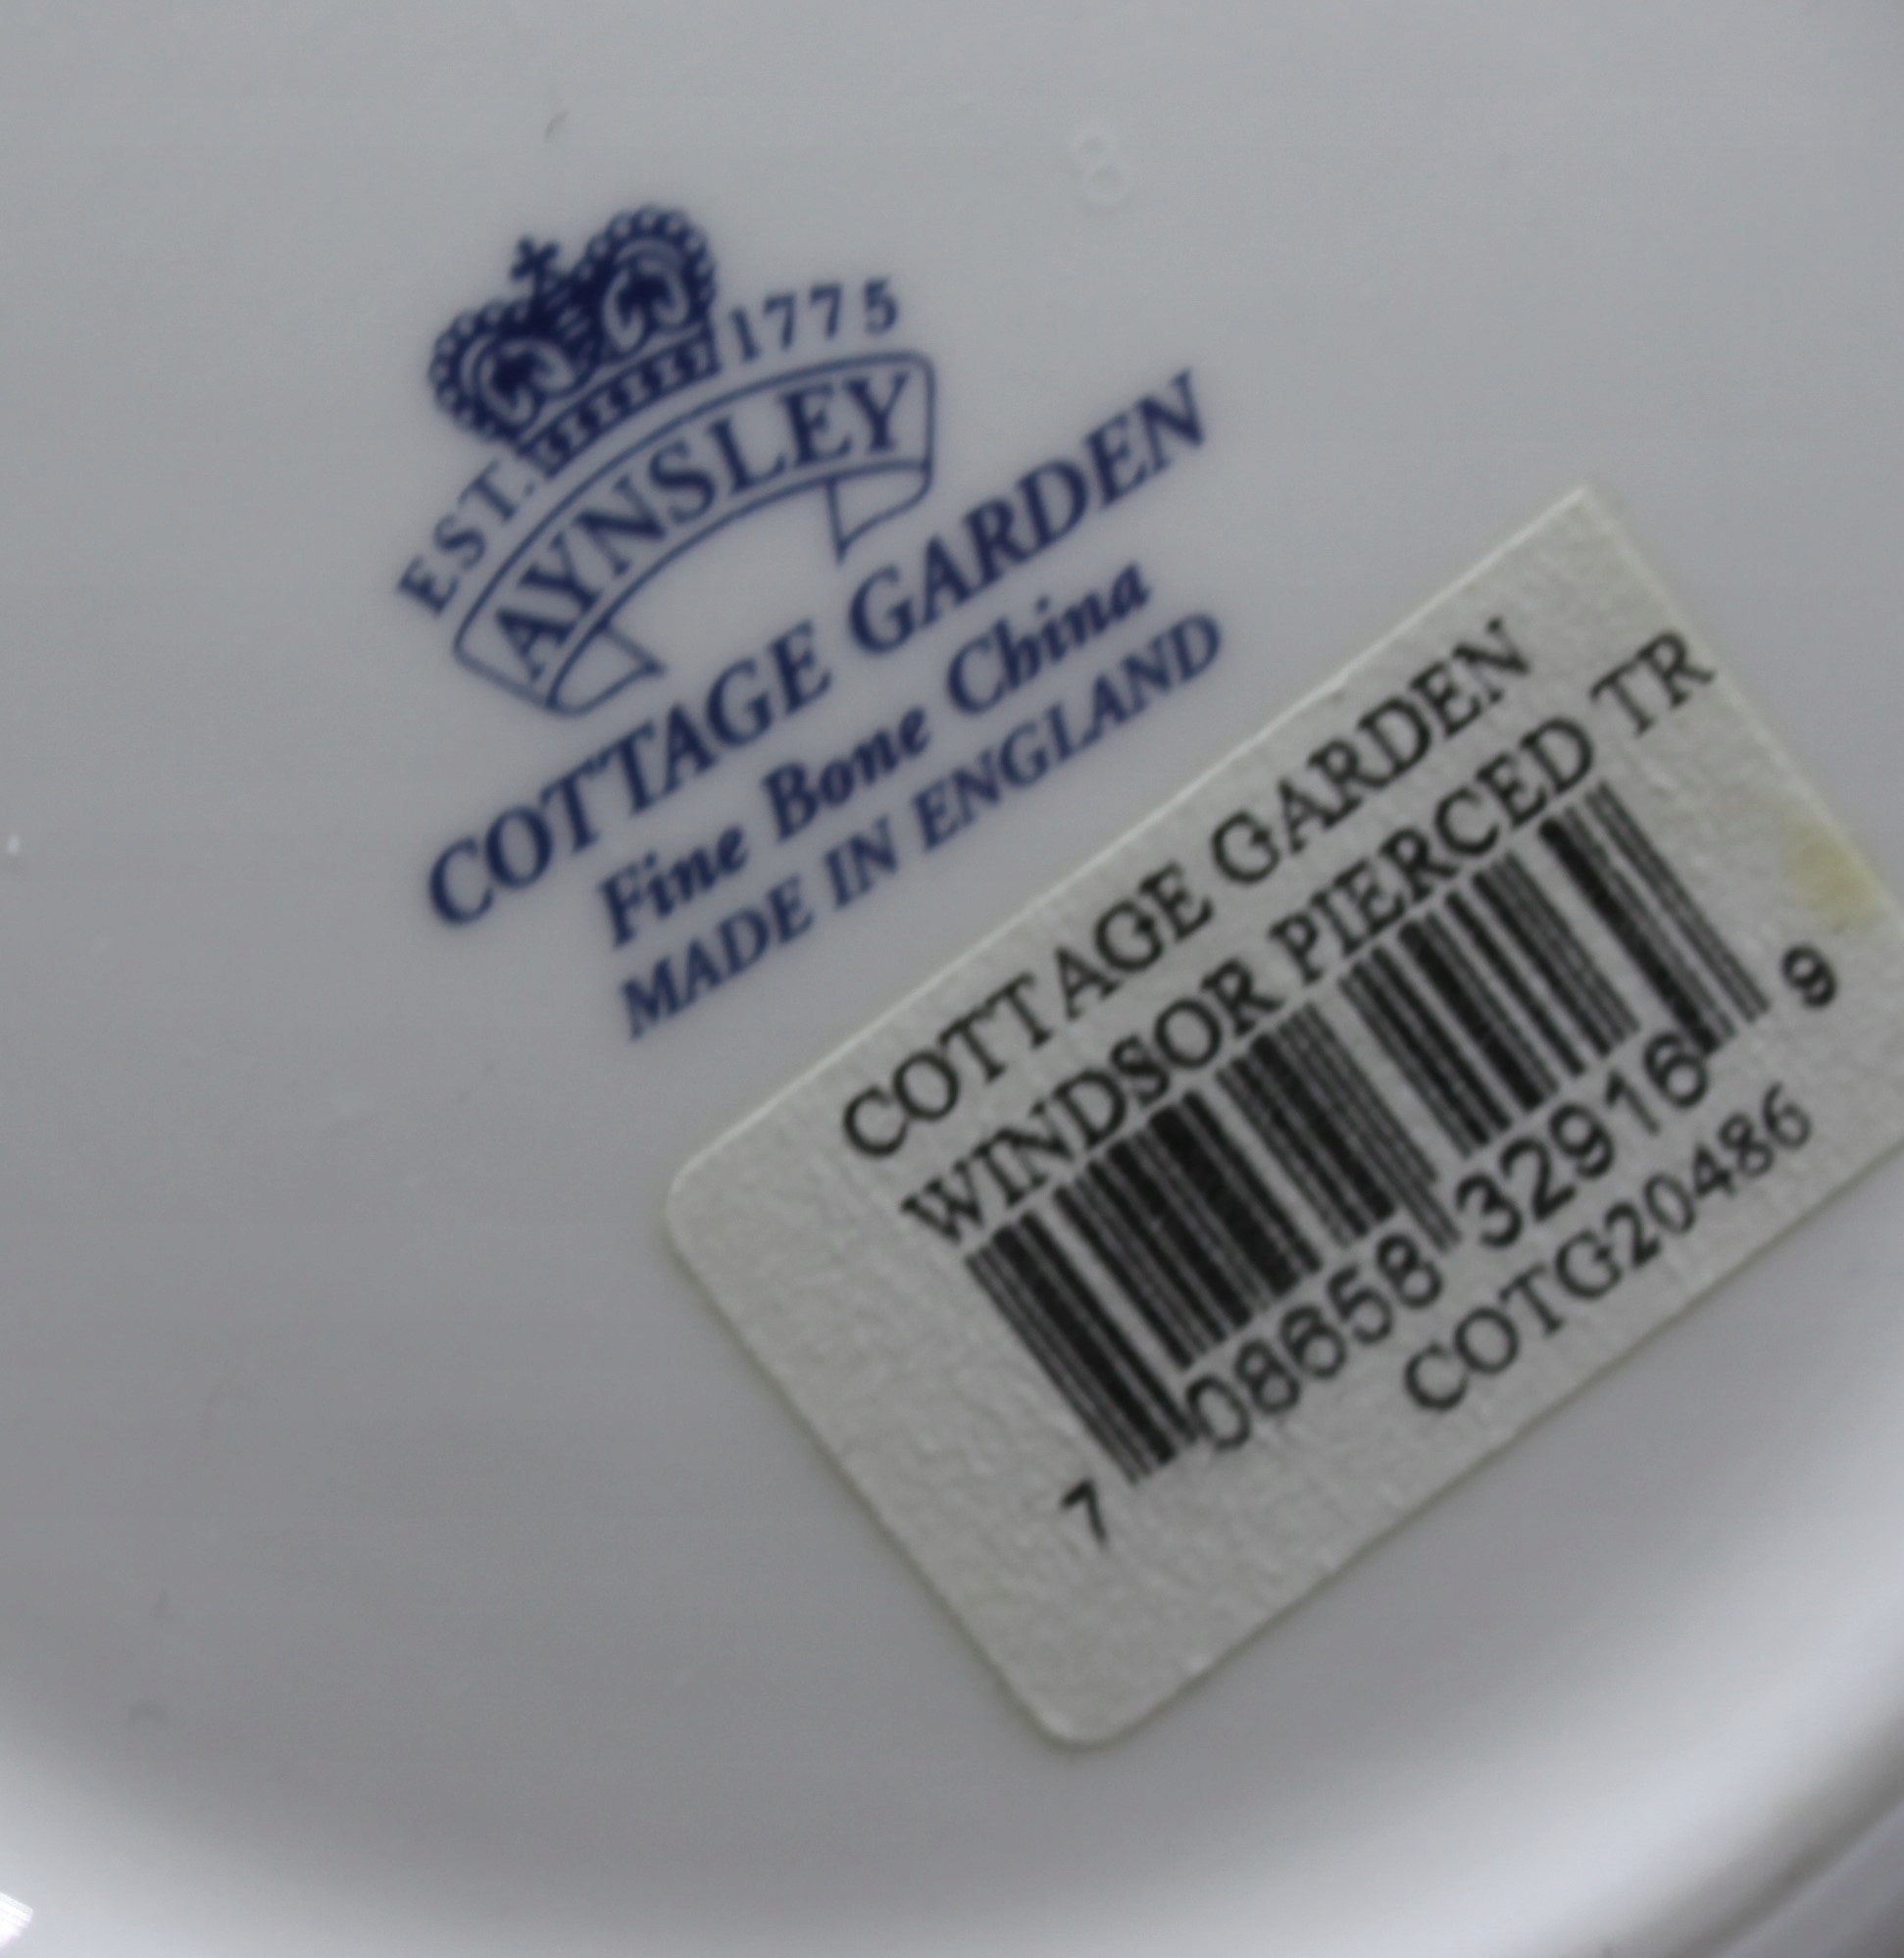 8
EST. 1775
AYNSLEY
COTTAGE GARDEN
Fine Bone China
MADE IN ENGLAND
COTTAGE GARDEN
WINDSOR PIERCED TR
7 08658 32916 9
COTG20486